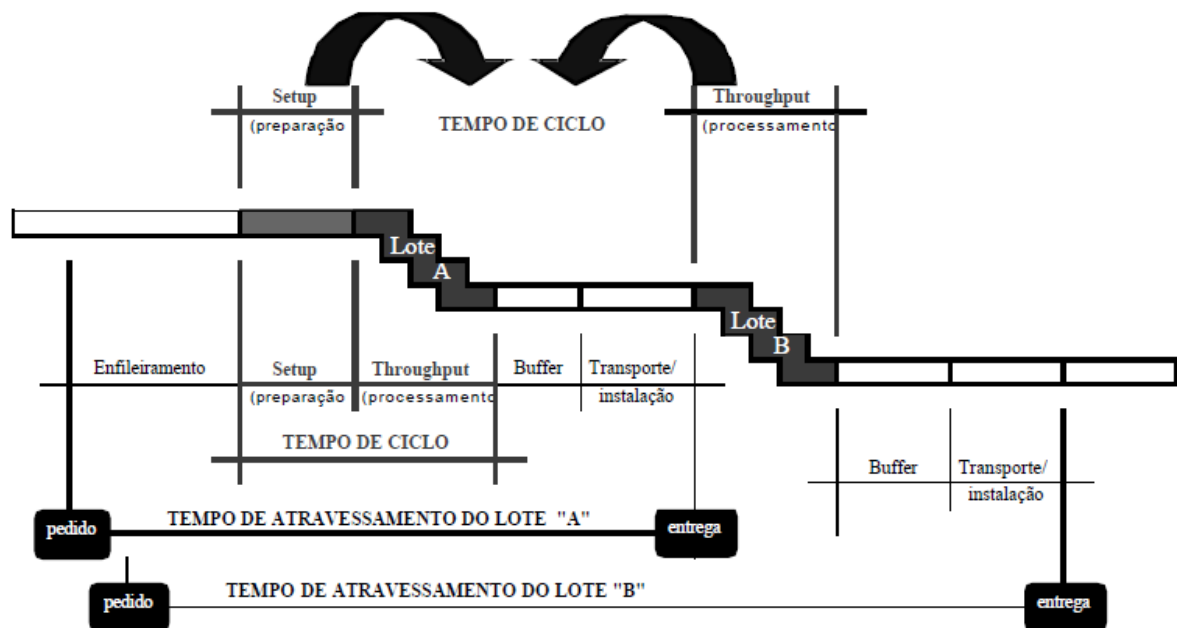 Setup
(preparação
TEMPO DE CICLO
Throughput
(processamento
Lote
A
Lote
B
Enfileiramento
Setup
(preparação
Throughput
(processamento
Buffer
Transporte/
instalação
TEMPO DE CICLO
Buffer
Transporte/
instalação
pedido
TEMPO DE ATRAVESSAMENTO DO LOTE "A"
entrega
pedido
TEMPO DE ATRAVESSAMENTO DO LOTE "B"
entrega